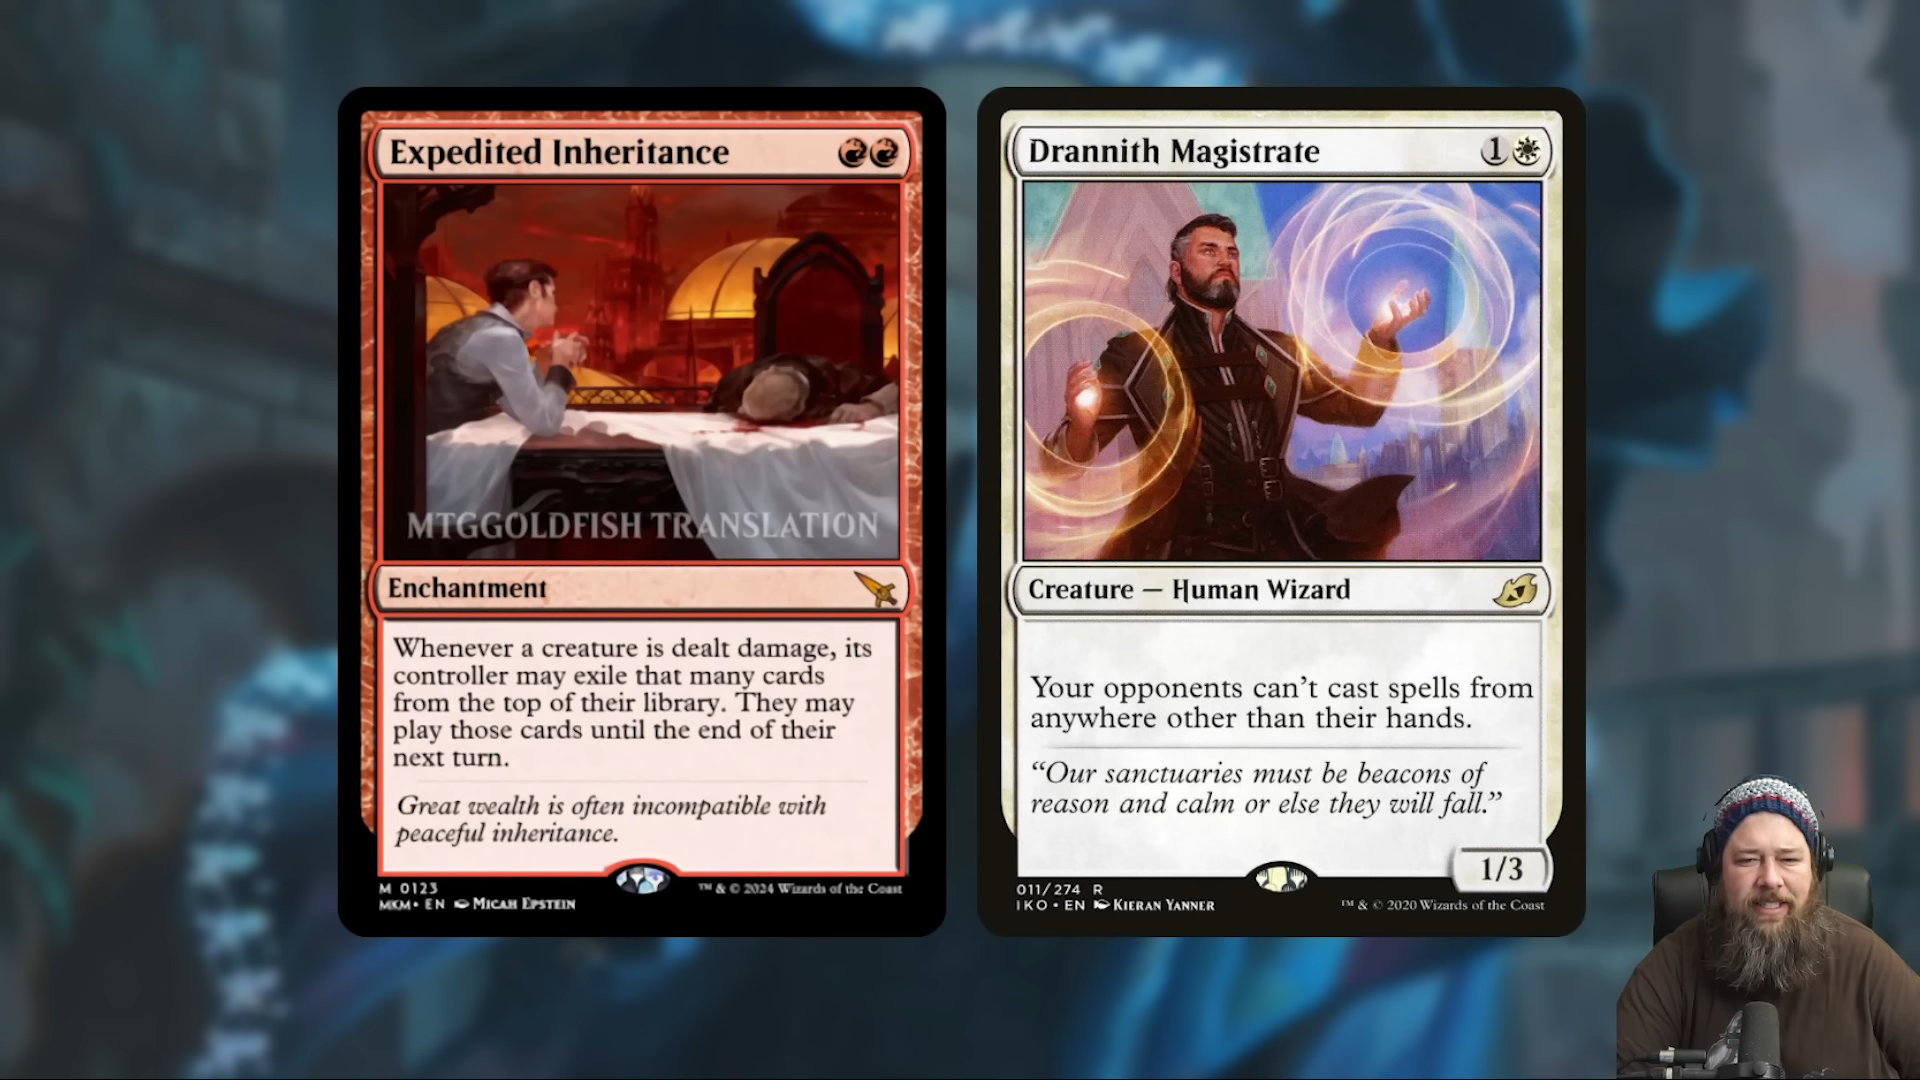 Expedited Inheritance
MTGGOLDFISH TRANSLATION
Enchantment
Whenever a creature is dealt damage, its
controller may exile that many cards
from the top of their library. They may
play those cards until the end of their
next turn.
Great wealth is often incompatible with
peaceful inheritance.
M 0123
MKM • EN MICAH EPSTEIN
™ & © 2024 Wizards of the Coast
Drannith Magistrate
1
Creature — Human Wizard
Your opponents can't cast spells from
anywhere other than their hands.
“Our sanctuaries must be beacons of
reason and calm or else they will fall.”
1/3
011/274 R
IKO • EN KIERAN YANNER
™ & © 2020 Wizards of the Coast